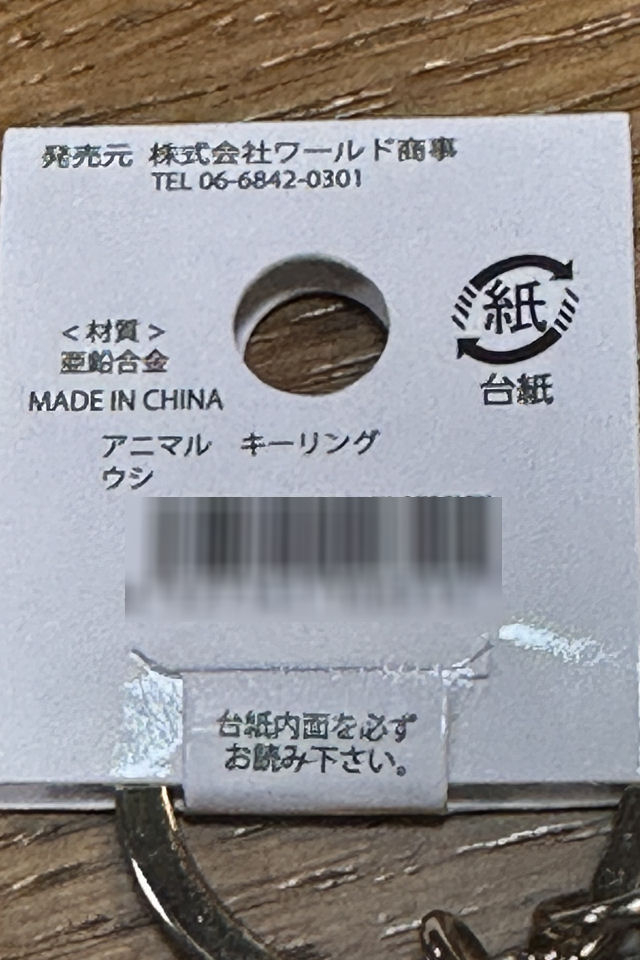 発売元 株式会社ワールド商事
TEL 06-6842-0301
紙
台紙
＜材質＞
亜鉛合金
MADE IN CHINA
アニマル　キーリング
ウシ
台紙内面を必ず
お読み下さい。